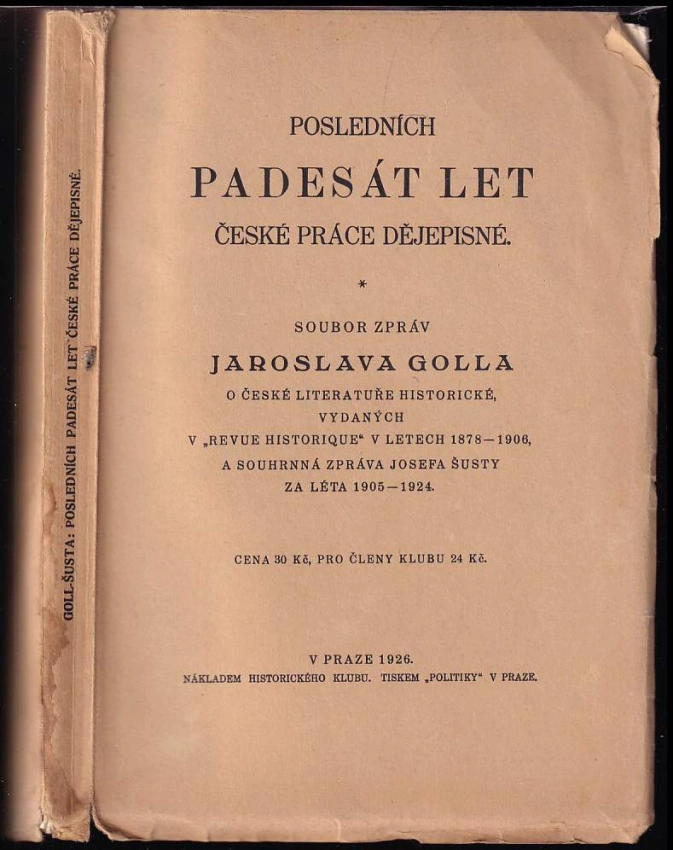 GOLL-ŠUSTA: POSLEDNÍCH PADESÁT LET ČESKÉ PRÁCE DĚJEPISNÉ.
POSLEDNÍCH
PADESÁT LET
ČESKÉ PRÁCE DĚJEPISNÉ.
*
SOUBOR ZPRÁV
JAROSLAVA GOLLA
O ČESKÉ LITERATUŘE HISTORICKÉ,
VYDANÝCH
V „REVUE HISTORIQUE“ V LETECH 1878—1906,
A SOUHRNNÁ ZPRÁVA JOSEFA ŠUSTY
ZA LÉTA 1905—1924.
CENA 30 Kč, PRO ČLENY KLUBU 24 Kč.
V PRAZE 1926.
NÁKLADEM HISTORICKÉHO KLUBU. TISKEM „POLITIKY“ V PRAZE.